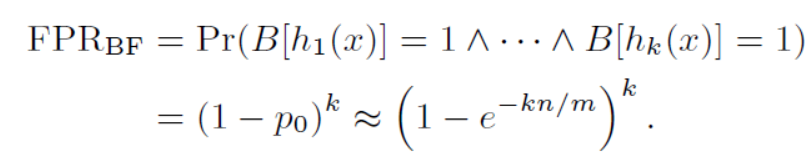 FPR_BF = Pr(B[h_1(x)] = 1 ∧ ⋯ ∧ B[h_k(x)] = 1)
= (1 − p_0)^k ≈ (1 − e^{−kn/m})^k .